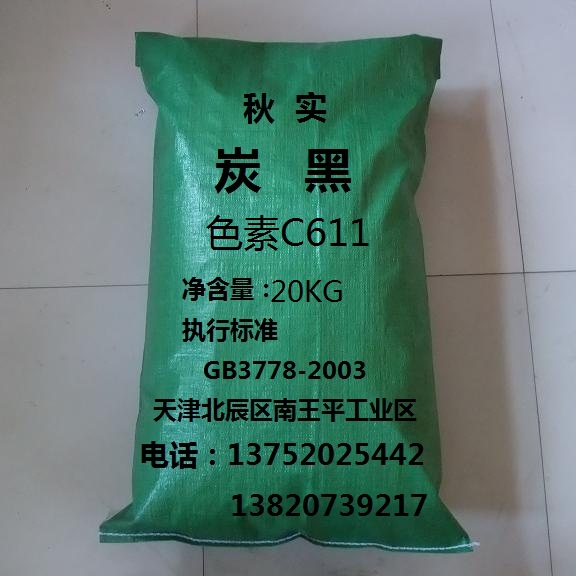 秋 实
炭 黑
色素C611
净含量:20KG
执行标准
GB3778-2003
天津北辰区南王平工业区
电话：13752025442
13820739217